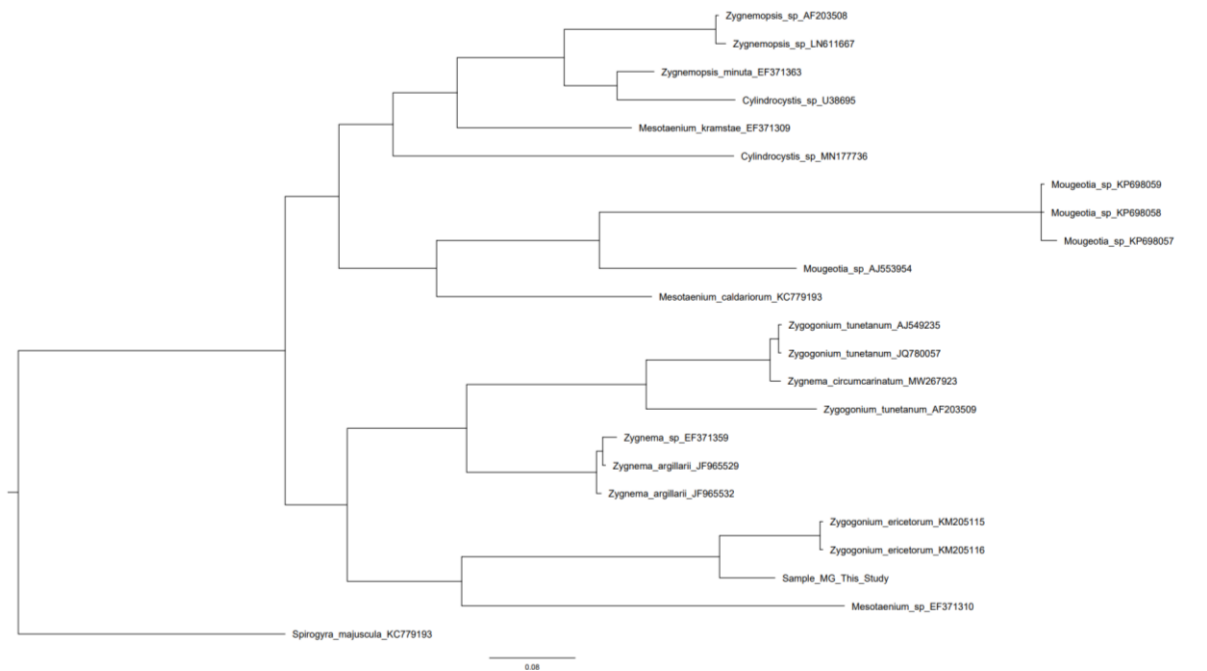 Zygnemopsis_sp_AF203508
Zygnemopsis_sp_LN611667
Zygnemopsis_minuta_EF371363
Cylindrocystis_sp_U38695
Mesotaenium_kramstae_EF371309
Cylindrocystis_sp_MN177736
Mougeotia_sp_KP698059
Mougeotia_sp_KP698058
Mougeotia_sp_KP698057
Mougeotia_sp_AJ553954
Mesotaenium_caldariorum_KC779193
Zygogonium_tunetanum_AJ549235
Zygogonium_tunetanum_JQ780057
Zygnema_circumcarinatum_MW267923
Zygogonium_tunetanum_AF203509
Zygnema_sp_EF371359
Zygnema_argillarii_JF965529
Zygnema_argillarii_JF965532
Zygogonium_ericetorum_KM205115
Zygogonium_ericetorum_KM205116
Sample_MG_This_Study
Mesotaenium_sp_EF371310
Spirogyra_majuscula_KC779193
0.08